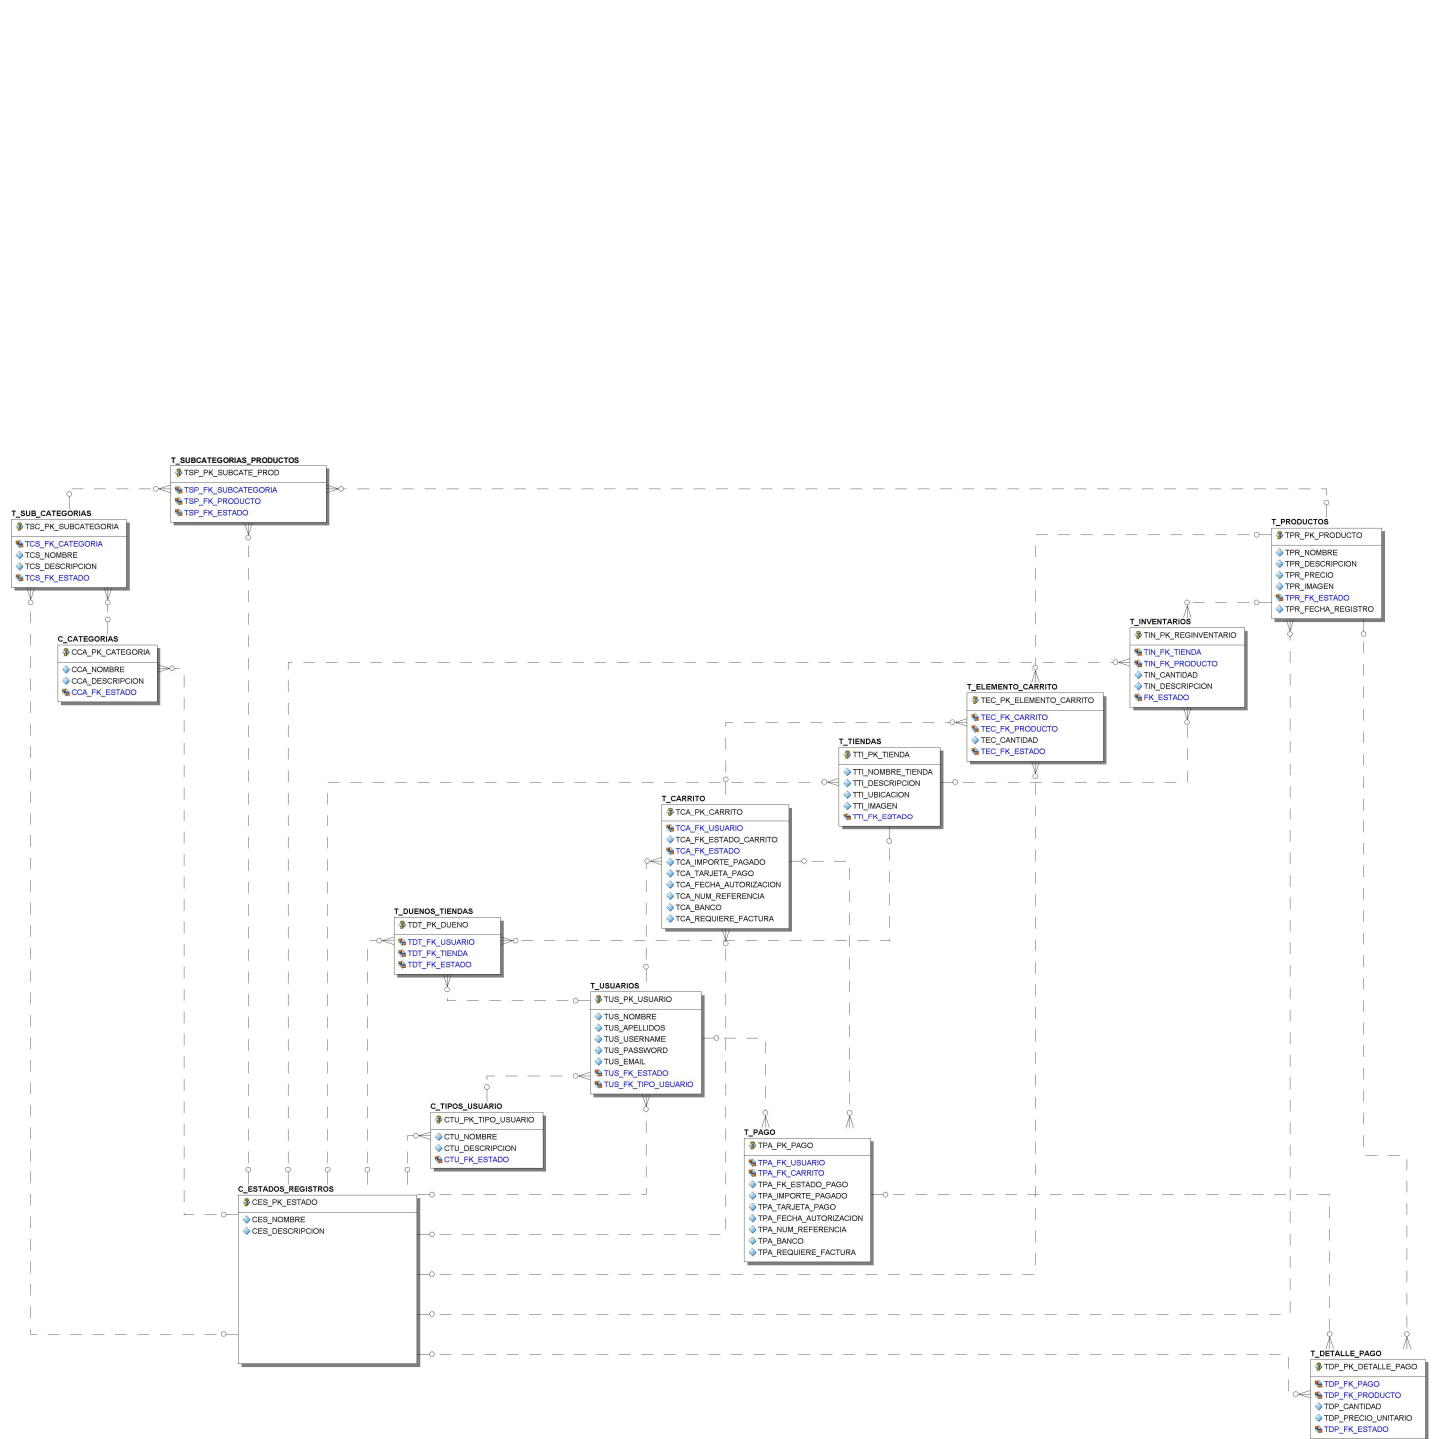 T_SUBCATEGORIAS_PRODUCTOS
TSP_PK_SUBCATE_PROD
TSP_FK_SUBCATEGORIA
TSP_FK_PRODUCTO
TSP_FK_ESTADO
T_SUB_CATEGORIAS
TSC_PK_SUBCATEGORIA
TCS_FK_CATEGORIA
TCS_NOMBRE
TCS_DESCRIPCION
TCS_FK_ESTADO
T_PRODUCTOS
TPR_PK_PRODUCTO
TPR_NOMBRE
TPR_DESCRIPCION
TPR_PRECIO
TPR_IMAGEN
TPR_FK_ESTADO
TPR_FECHA_REGISTRO
T_INVENTARIOS
TIN_PK_REGINVENTARIO
TIN_FK_TIENDA
TIN_FK_PRODUCTO
TIN_CANTIDAD
TIN_DESCRIPCION
FK_ESTADO
C_CATEGORIAS
CCA_PK_CATEGORIA
CCA_NOMBRE
CCA_DESCRIPCION
CCA_FK_ESTADO
T_ELEMENTO_CARRITO
TEC_PK_ELEMENTO_CARRITO
TEC_FK_CARRITO
TEC_FK_PRODUCTO
TEC_CANTIDAD
TEC_FK_ESTADO
T_TIENDAS
TTI_PK_TIENDA
TTI_NOMBRE_TIENDA
TTI_DESCRIPCION
TTI_UBICACION
TTI_IMAGEN
TTI_FK_ESTADO
T_CARRITO
TCA_PK_CARRITO
TCA_FK_USUARIO
TCA_FK_ESTADO_CARRITO
TCA_FK_ESTADO
TCA_IMPORTE_PAGADO
TCA_TARJETA_PAGO
TCA_FECHA_AUTORIZACION
TCA_NUM_REFERENCIA
TCA_BANCO
TCA_REQUIERE_FACTURA
T_DUENOS_TIENDAS
TDT_PK_DUENO
TDT_FK_USUARIO
TDT_FK_TIENDA
TDT_FK_ESTADO
T_USUARIOS
TUS_PK_USUARIO
TUS_NOMBRE
TUS_APELLIDOS
TUS_USERNAME
TUS_PASSWORD
TUS_EMAIL
TUS_FK_ESTADO
TUS_FK_TIPO_USUARIO
C_TIPOS_USUARIO
CTU_PK_TIPO_USUARIO
CTU_NOMBRE
CTU_DESCRIPCION
CTU_FK_ESTADO
T_PAGO
TPA_PK_PAGO
TPA_FK_USUARIO
TPA_FK_CARRITO
TPA_FK_ESTADO_PAGO
TPA_IMPORTE_PAGADO
TPA_TARJETA_PAGO
TPA_FECHA_AUTORIZACION
TPA_NUM_REFERENCIA
TPA_BANCO
TPA_REQUIERE_FACTURA
C_ESTADOS_REGISTROS
CES_PK_ESTADO
CES_NOMBRE
CES_DESCRIPCION
T_DETALLE_PAGO
TDP_PK_DETALLE_PAGO
TDP_FK_PAGO
TDP_FK_PRODUCTO
TDP_CANTIDAD
TDP_PRECIO_UNITARIO
TDP_FK_ESTADO